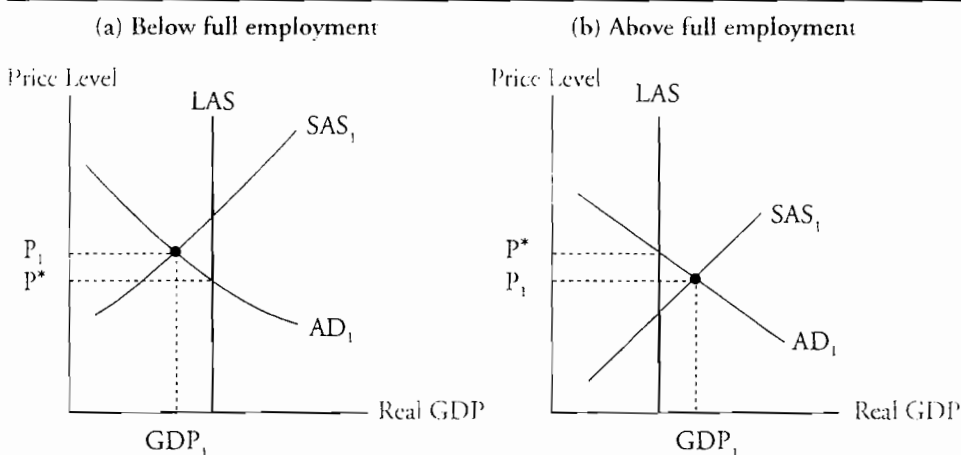 (a) Below full employment
(b) Above full employment
Price Level
LAS
SAS₁
P₁
P*
AD₁
Real GDP
GDP₁
Price Level
LAS
SAS₁
P*
P₁
AD₁
Real GDP
GDP₁